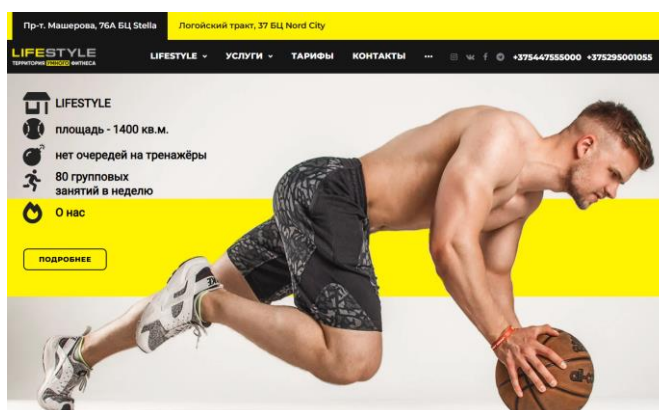 Пр-т. Машерова, 76А БЦ Stella
Логойский тракт, 37 БЦ Nord City
LIFESTYLE
ТЕРРИТОРИЯ УМНОГО ФИТНЕСА
LIFESTYLE УСЛУГИ ТАРИФЫ КОНТАКТЫ ••• +375447555000 +375295001055
LIFESTYLE
площадь - 1400 кв.м.
нет очередей на тренажёры
80 групповых
занятий в неделю
О нас
ПОДРОБНЕЕ